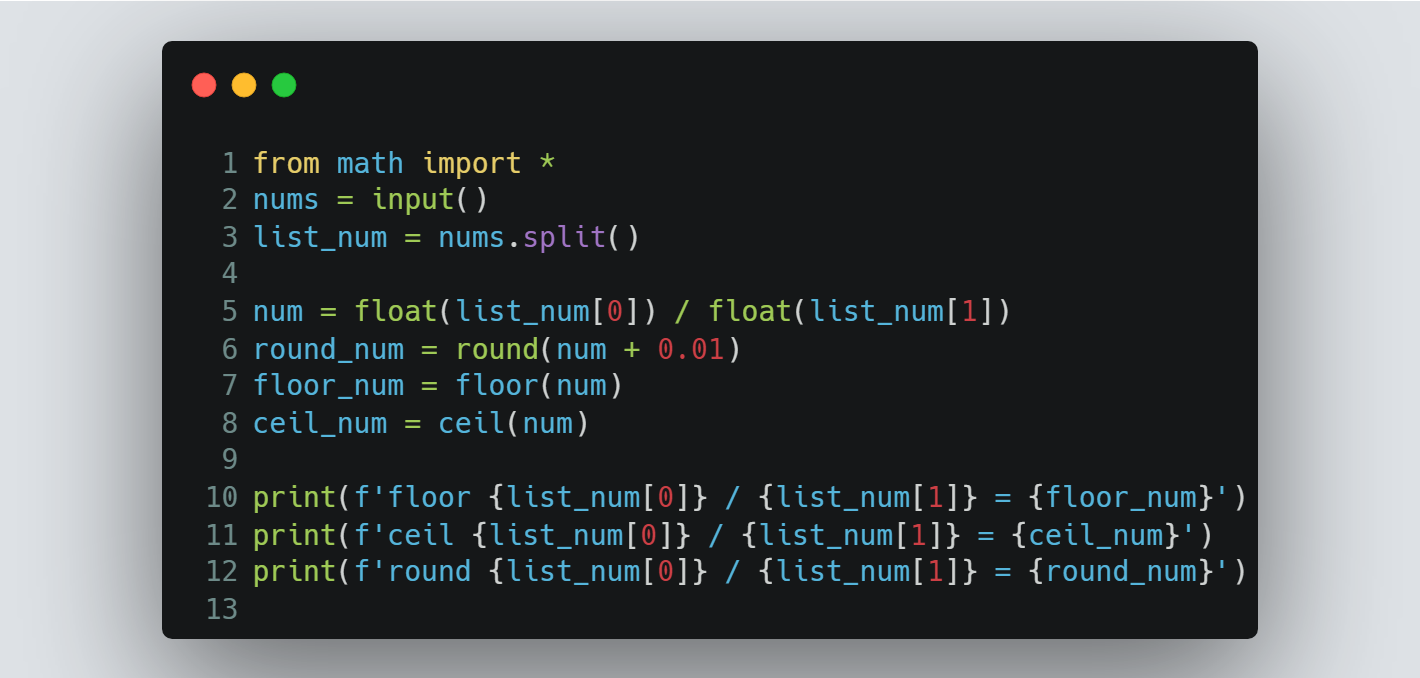 1 from math import *
2 nums = input()
3 list_num = nums.split()
4
5 num = float(list_num[0]) / float(list_num[1])
6 round_num = round(num + 0.01)
7 floor_num = floor(num)
8 ceil_num = ceil(num)
9
10 print(f'floor {list_num[0]} / {list_num[1]} = {floor_num}')
11 print(f'ceil {list_num[0]} / {list_num[1]} = {ceil_num}')
12 print(f'round {list_num[0]} / {list_num[1]} = {round_num}')
13